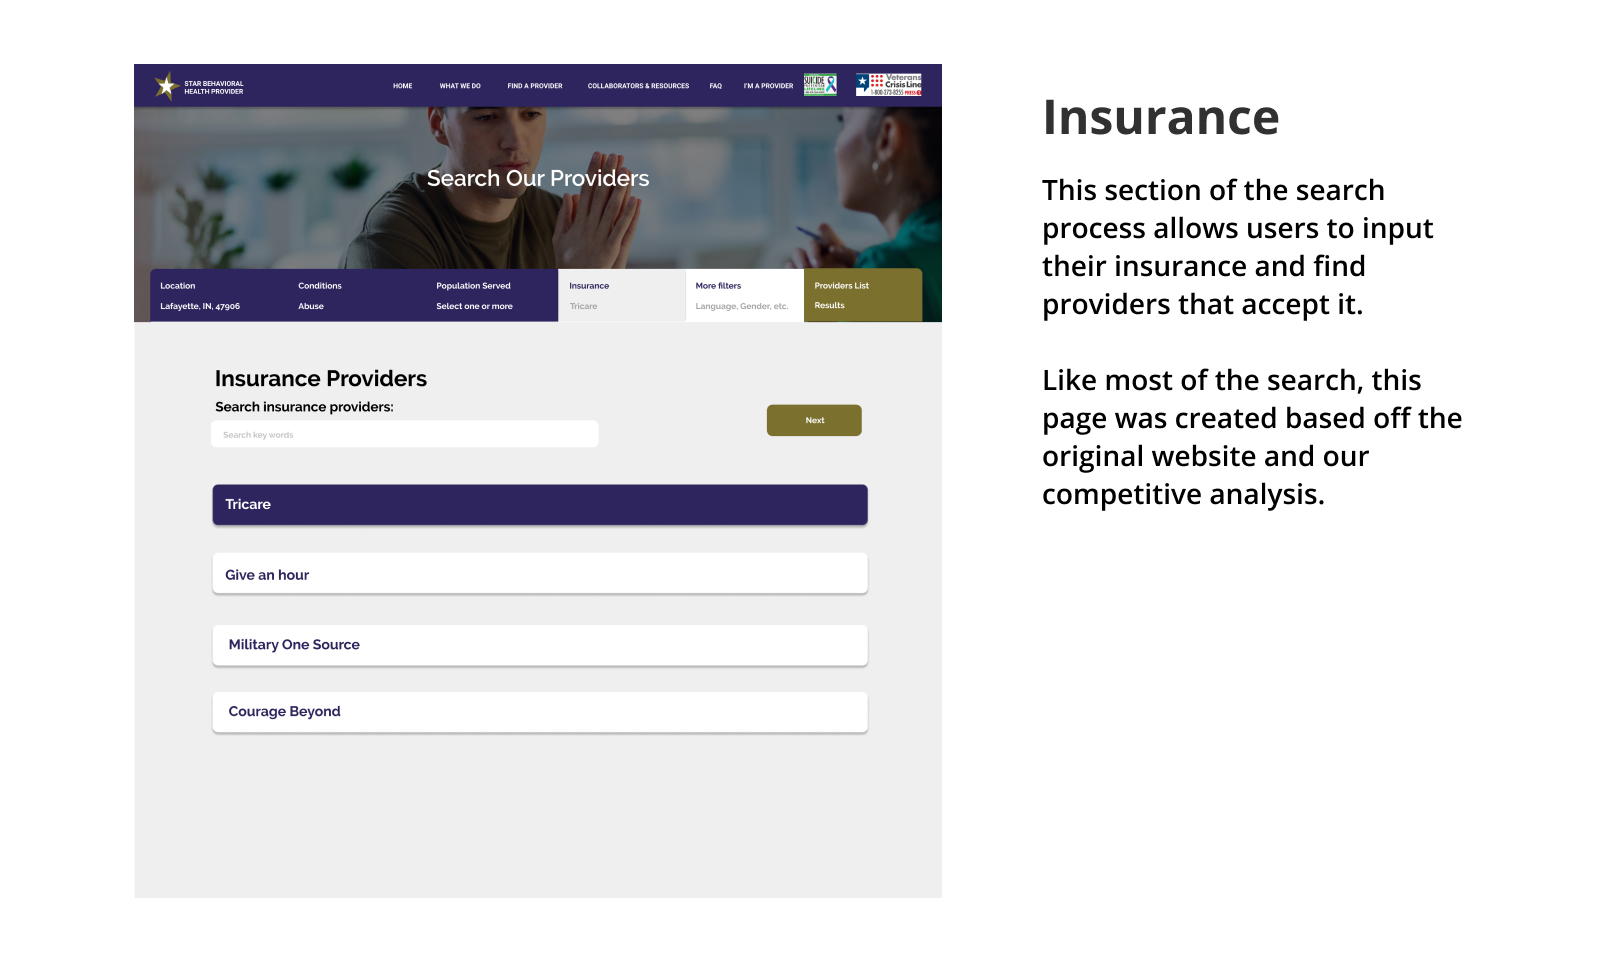 STAR BEHAVIORAL
HEALTH PROVIDER
HOME WHAT WE DO FIND A PROVIDER COLLABORATORS & RESOURCES FAQ I'M A PROVIDER
SUICIDE
Veterans
Crisis Line
1-800-273-8255 PRESS 1
Search Our Providers
Location Conditions Population Served Insurance More filters Providers List
Lafayette, IN, 47906 Abuse Select one or more Tricare Language, Gender, etc. Results
Insurance Providers
Search insurance providers:
Search key words
Next
Tricare
Give an hour
Military One Source
Courage Beyond
Insurance
This section of the search
process allows users to input
their insurance and find
providers that accept it.
Like most of the search, this
page was created based off the
original website and our
competitive analysis.